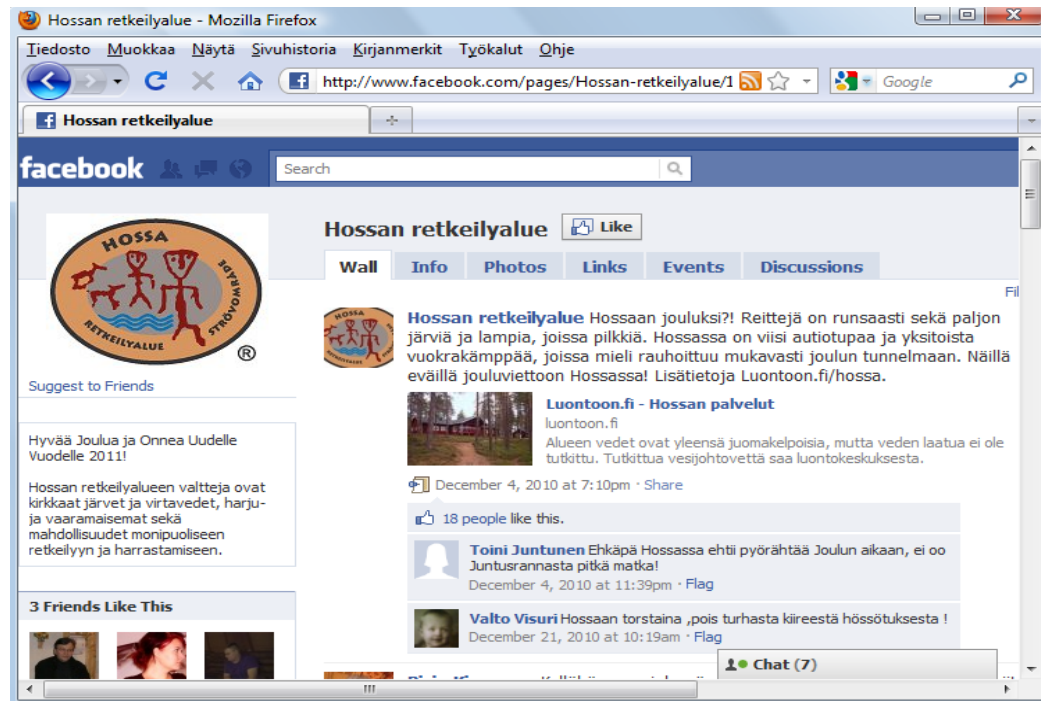 Hossan retkeilyalue - Mozilla Firefox
Tiedosto Muokkaa Näytä Sivuhistoria Kirjanmerkit Työkalut Ohje
http://www.facebook.com/pages/Hossan-retkeilyalue/1
Google
Hossan retkeilyalue
facebook
Search
HOSSA
RETKEILYALUE
STRÖVOMRÅDE
®
Suggest to Friends
Hyvää Joulua ja Onnea Uudelle
Vuodelle 2011!
Hossan retkeilyalueen valtteja ovat
kirkkaat järvet ja virtavedet, harju-
ja vaaramaisemat sekä
mahdollisuudet monipuoliseen
retkeilyyn ja harrastamiseen.
3 Friends Like This
Hossan retkeilyalue Like
Wall Info Photos Links Events Discussions
Fil
Hossan retkeilyalue Hossaan jouluksi?! Reittejä on runsaasti sekä paljon
järviä ja lampia, joissa pilkkiä. Hossassa on viisi autiotupaa ja yksitoista
vuokrakämppää, joissa mieli rauhoittuu mukavasti joulun tunnelmaan. Näillä
eväillä jouluviettoon Hossassa! Lisätietoja Luontoon.fi/hossa.
Luontoon.fi - Hossan palvelut
luontoon.fi
Alueen vedet ovat yleensä juomakelpoisia, mutta veden laatua ei ole
tutkittu. Tutkittua vesijohtovettä saa luontokeskuksesta.
December 4, 2010 at 7:10pm · Share
18 people like this.
Toini Juntunen Ehkäpä Hossassa ehtii pyörähtää Joulun aikaan, ei oo
Juntusrannasta pitkä matka!
December 4, 2010 at 11:39pm · Flag
Valto Visuri Hossaan torstaina ,pois turhasta kiireestä hössötuksesta !
December 21, 2010 at 10:19am · Flag
Chat (7)